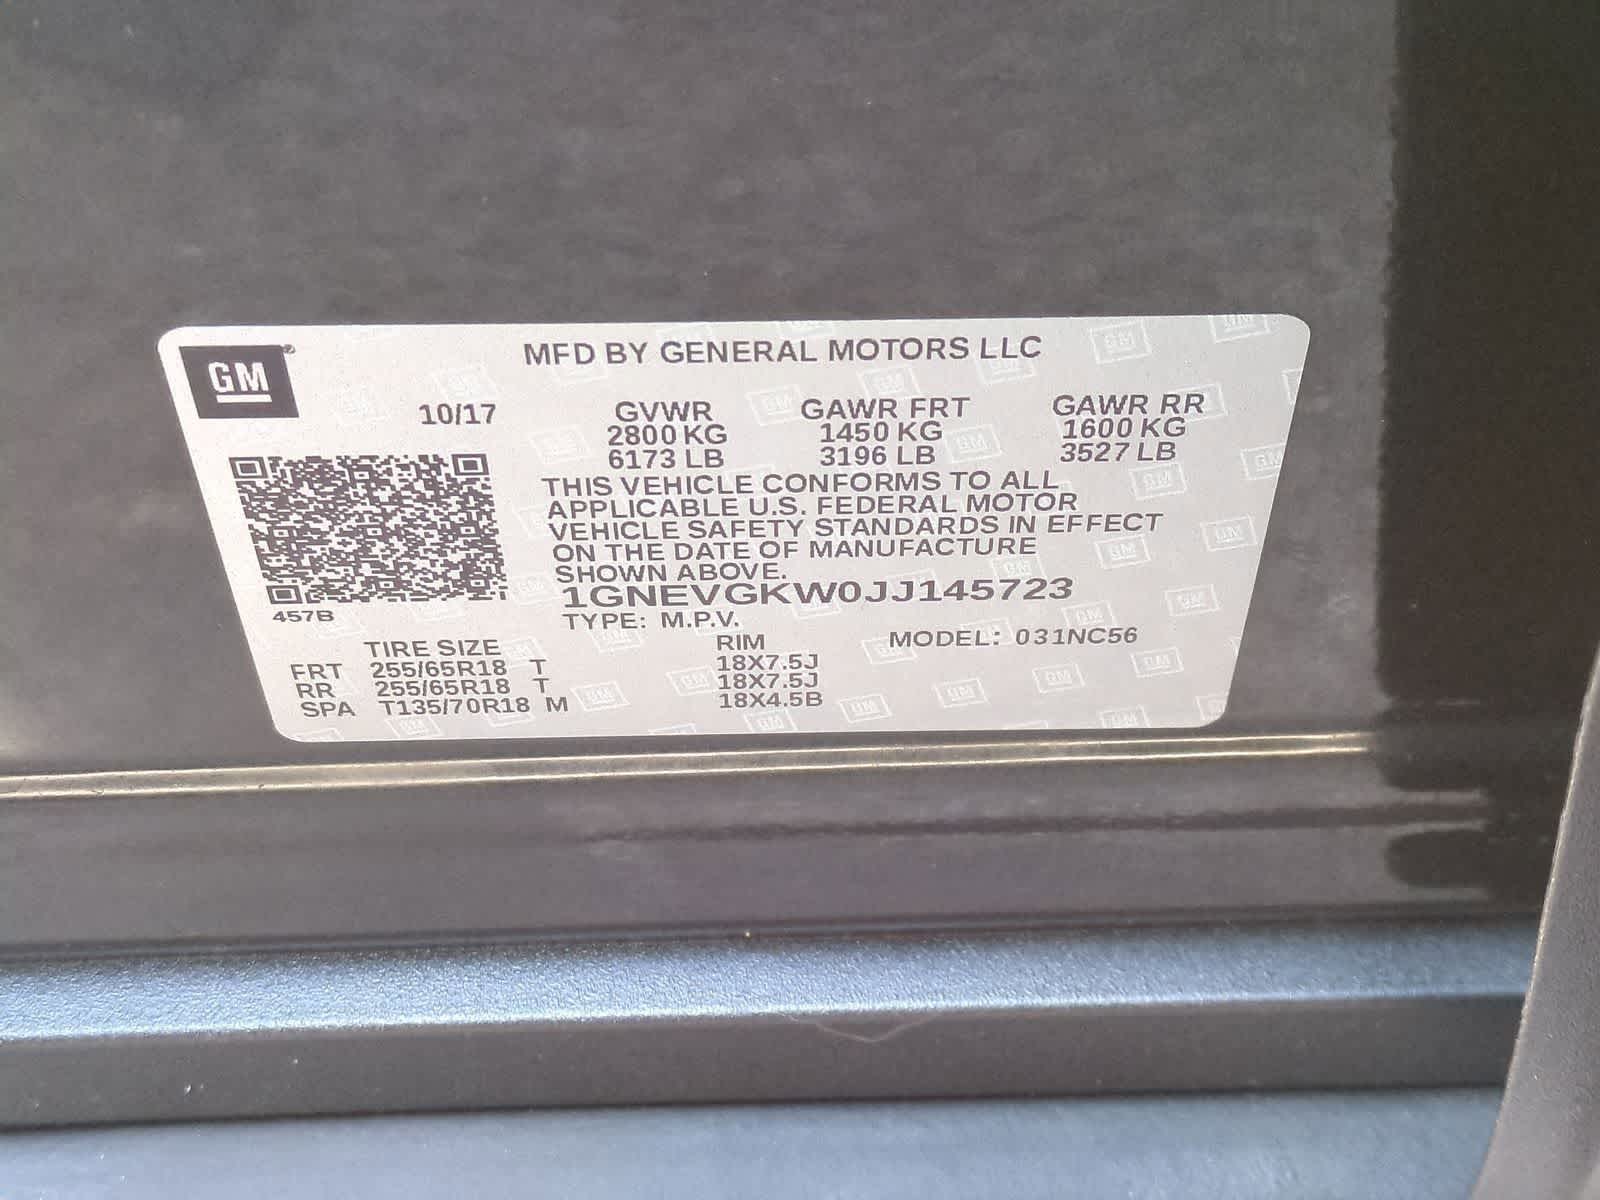 GM
MFD BY GENERAL MOTORS LLC
10/17 GVWR GAWR FRT GAWR RR
2800 KG 1450 KG 1600 KG
6173 LB 3196 LB 3527 LB
THIS VEHICLE CONFORMS TO ALL
APPLICABLE U.S. FEDERAL MOTOR
VEHICLE SAFETY STANDARDS IN EFFECT
ON THE DATE OF MANUFACTURE
SHOWN ABOVE.
1GNEVGKW0JJ145723
457B
TYPE: M.P.V.
TIRE SIZE RIM MODEL: 031NC56
FRT 255/65R18 T 18X7.5J
RR 255/65R18 T 18X7.5J
SPA T135/70R18 M 18X4.5B